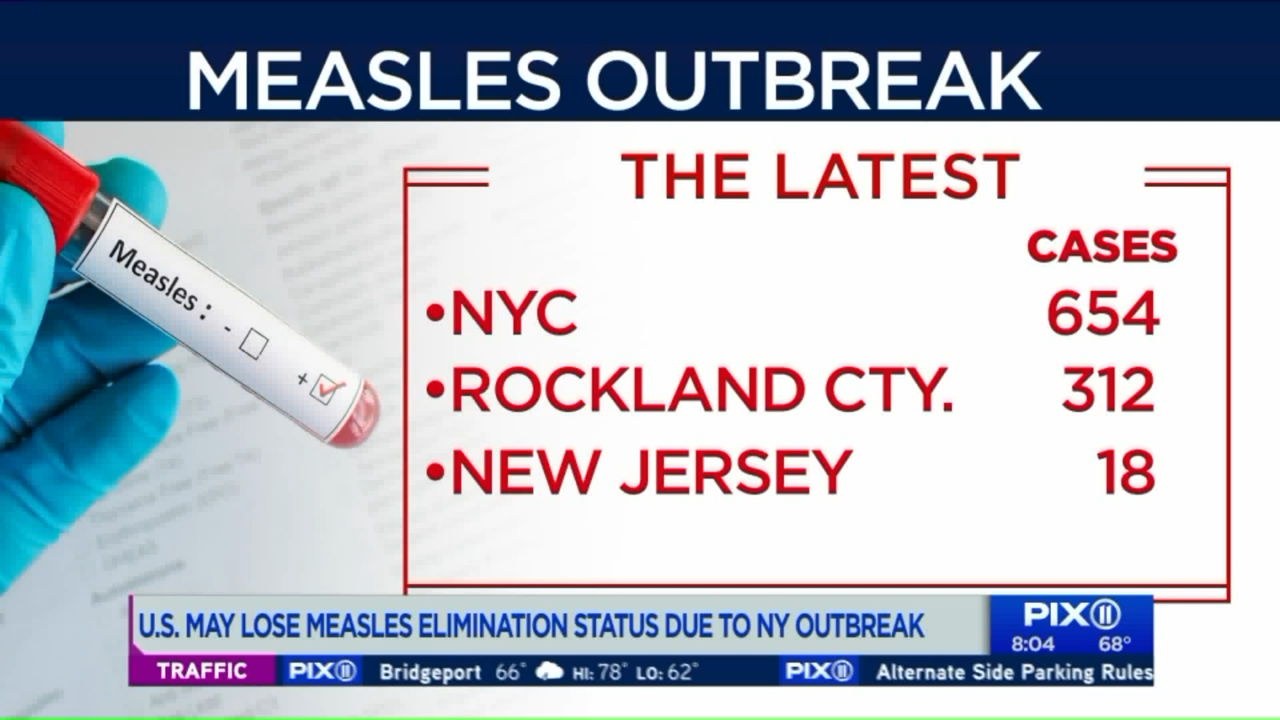 MEASLES OUTBREAK
THE LATEST
CASES
•NYC 654
•ROCKLAND CTY. 312
•NEW JERSEY 18
Measles : - 
+
U.S. MAY LOSE MEASLES ELIMINATION STATUS DUE TO NY OUTBREAK
PIX11
8:04 68°
TRAFFIC PIX11 Bridgeport 66° HI: 78° LO: 62° PIX11 Alternate Side Parking Rules